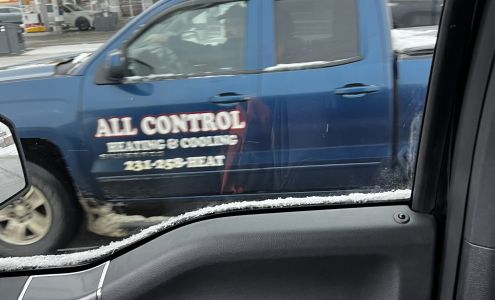 ALL CONTROL
HEATING & COOLING
231-258-HEAT